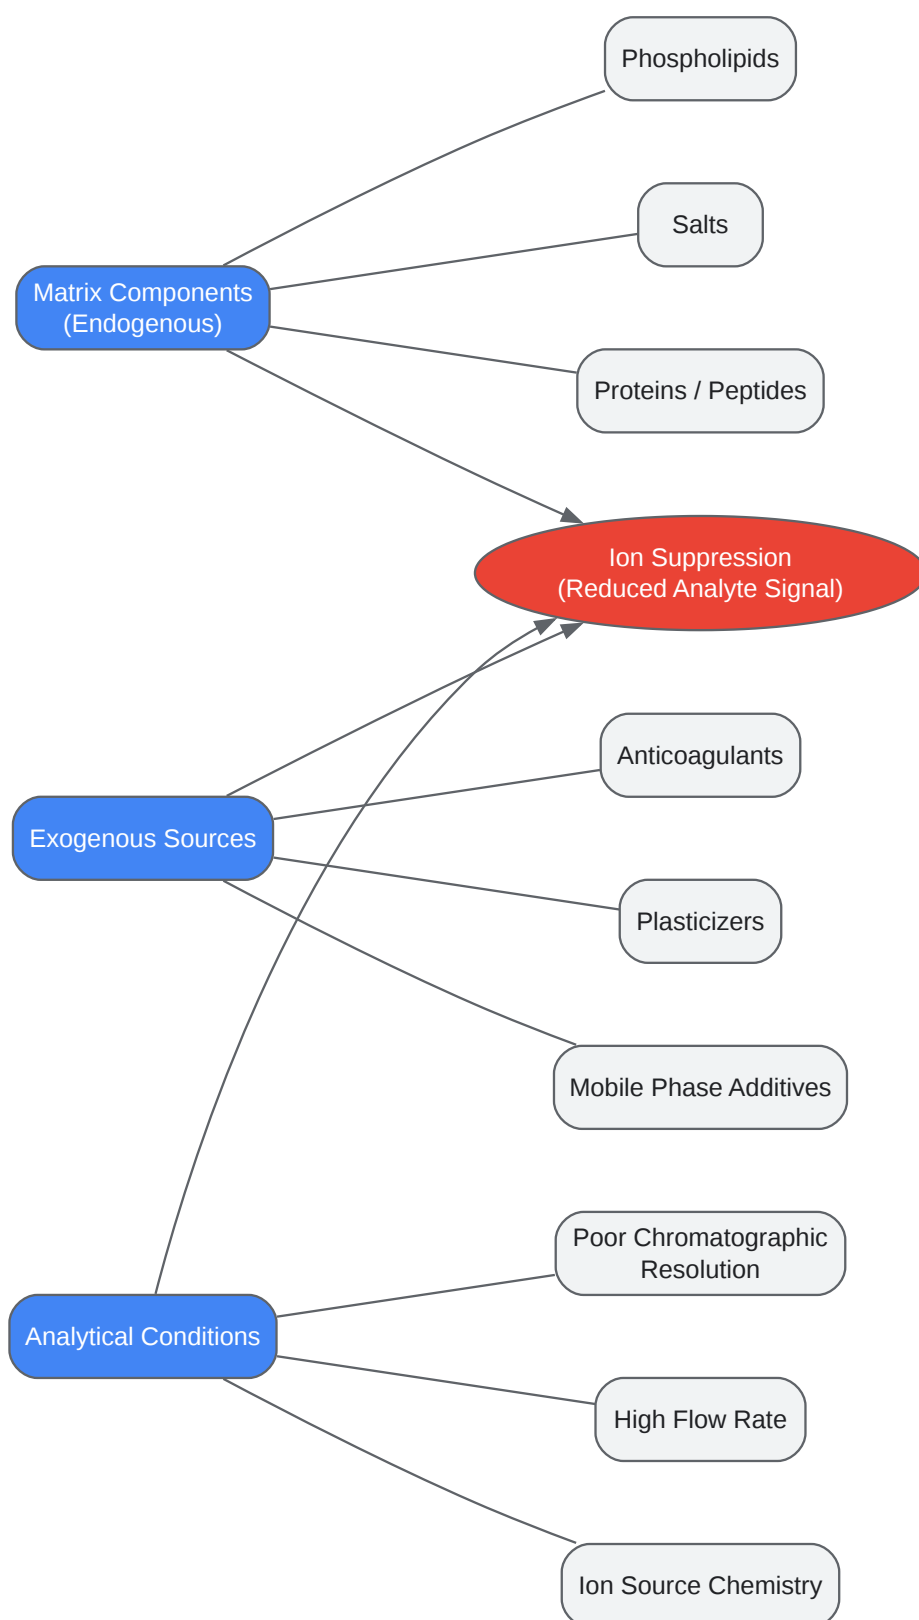 Phospholipids
Salts
Matrix Components
(Endogenous)
Proteins / Peptides
Ion Suppression
(Reduced Analyte Signal)
Anticoagulants
Exogenous Sources
Plasticizers
Mobile Phase Additives
Poor Chromatographic
Resolution
Analytical Conditions
High Flow Rate
Ion Source Chemistry